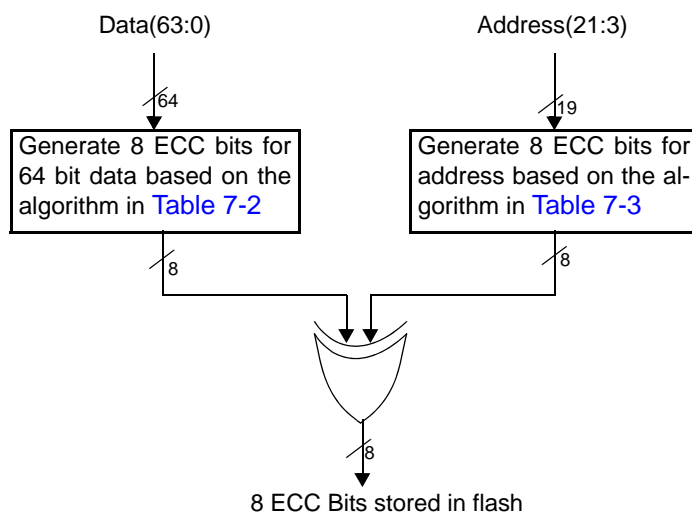 Data(63:0)
Address(21:3)
64
19
Generate 8 ECC bits for
64 bit data based on the
algorithm in Table 7-2
Generate 8 ECC bits for
address based on the al-
gorithm in Table 7-3
8
8
8
8 ECC Bits stored in flash